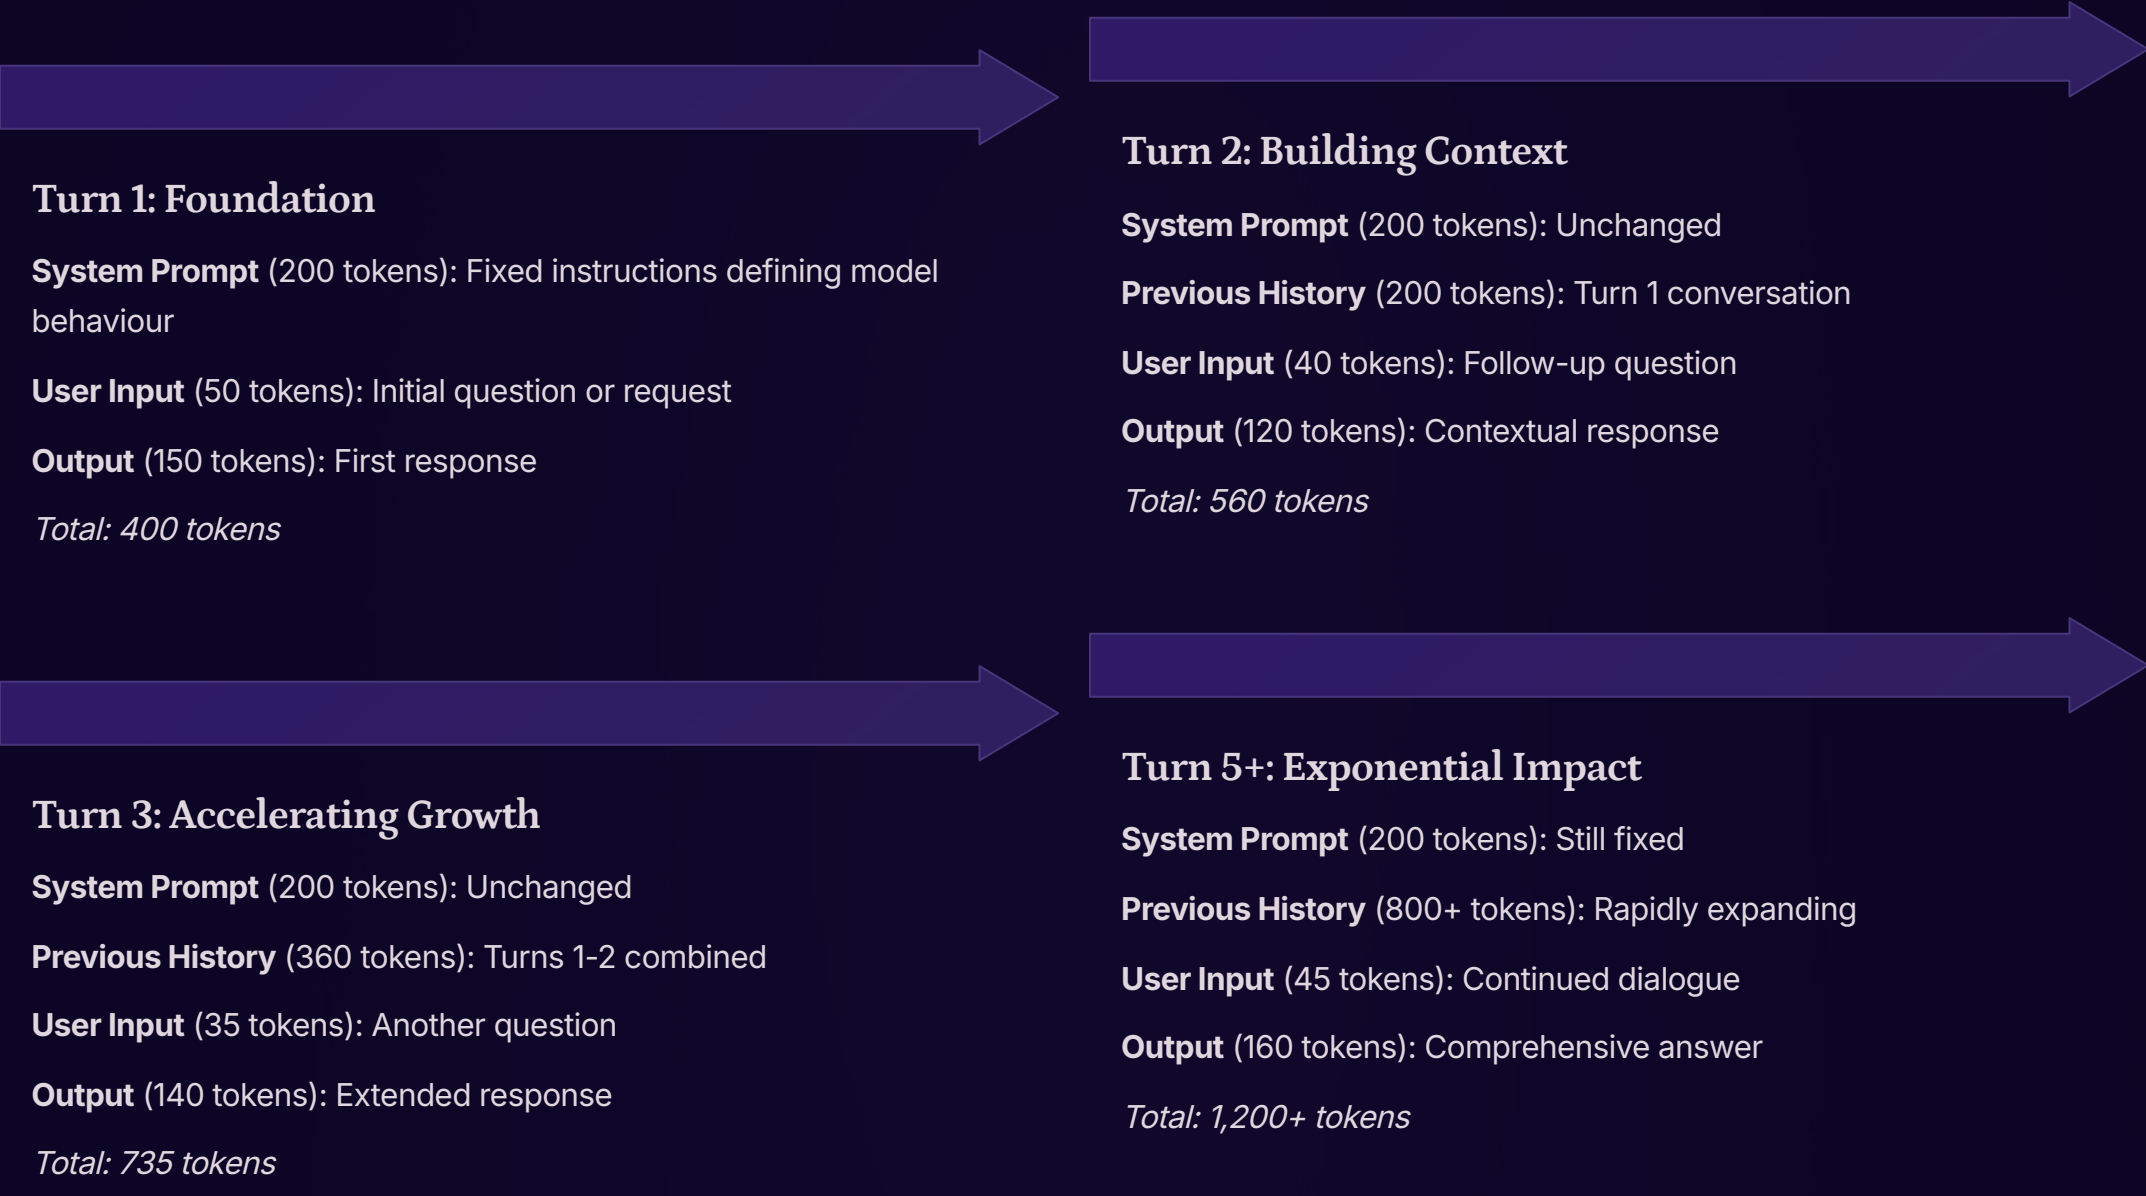 Turn 1: Foundation
System Prompt (200 tokens): Fixed instructions defining model
behaviour
User Input (50 tokens): Initial question or request
Output (150 tokens): First response
Total: 400 tokens
Turn 2: Building Context
System Prompt (200 tokens): Unchanged
Previous History (200 tokens): Turn 1 conversation
User Input (40 tokens): Follow-up question
Output (120 tokens): Contextual response
Total: 560 tokens
Turn 3: Accelerating Growth
System Prompt (200 tokens): Unchanged
Previous History (360 tokens): Turns 1-2 combined
User Input (35 tokens): Another question
Output (140 tokens): Extended response
Total: 735 tokens
Turn 5+: Exponential Impact
System Prompt (200 tokens): Still fixed
Previous History (800+ tokens): Rapidly expanding
User Input (45 tokens): Continued dialogue
Output (160 tokens): Comprehensive answer
Total: 1,200+ tokens